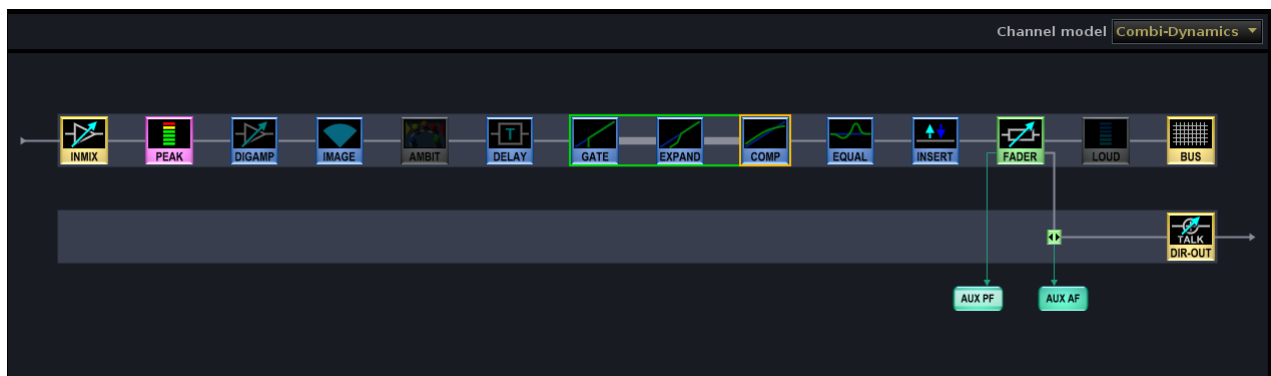 Channel model Combi-Dynamics
INMIX PEAK DIGAMP IMAGE AMBIT DELAY GATE EXPAND COMP EQUAL INSERT FADER LOUD BUS
T
TALK
DIR-OUT
AUX PF AUX AF